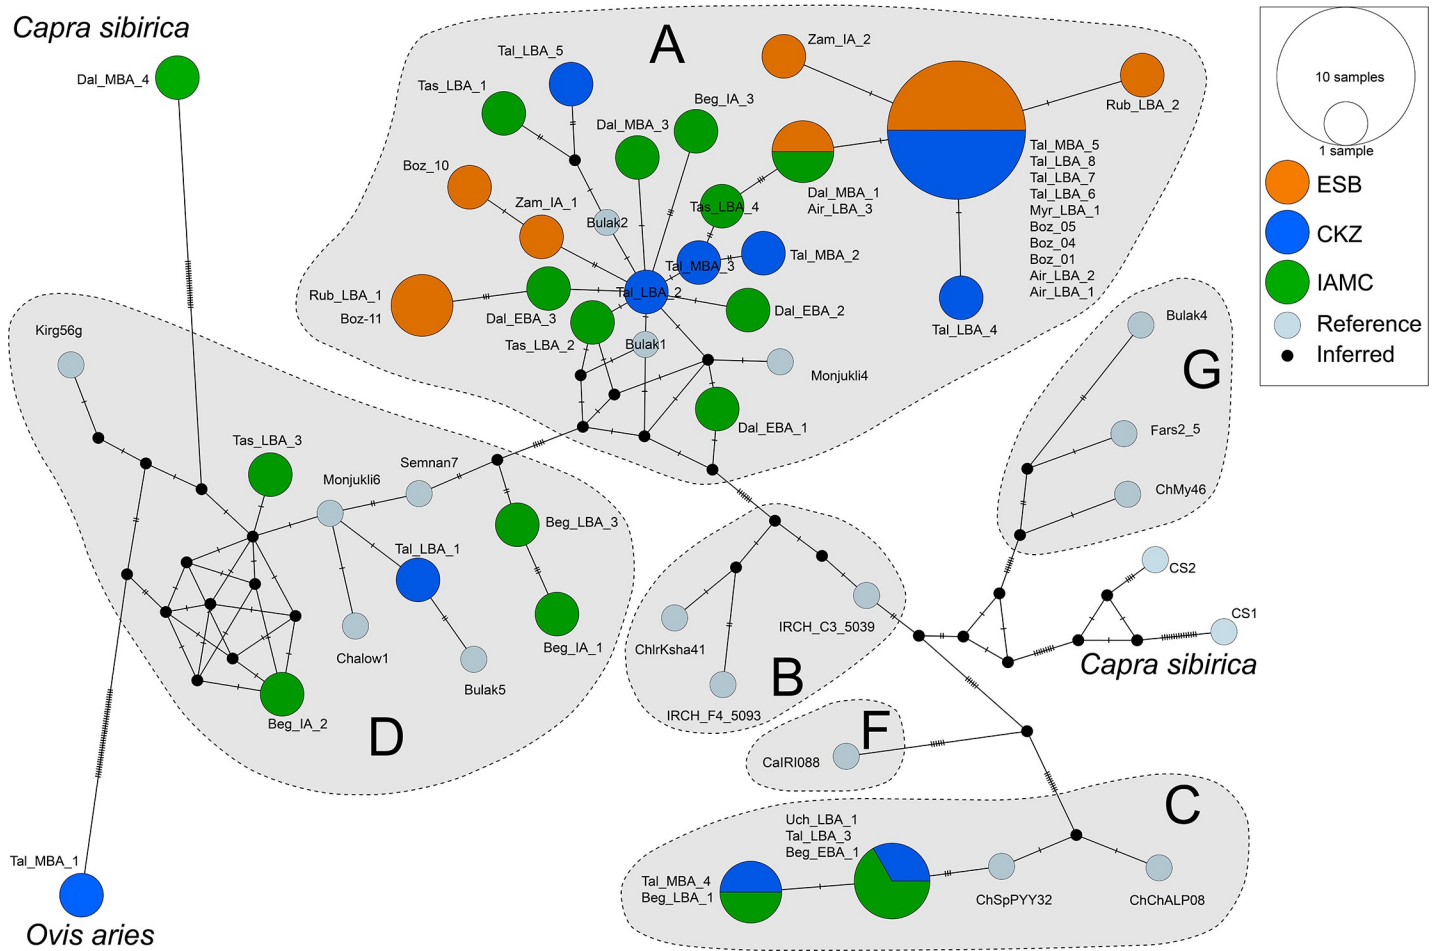 Capra sibirica
Dal_MBA_4
A
Tal_LBA_5
Tas_LBA_1
Dal_MBA_3
Beg_IA_3
Zam_IA_2
Rub_LBA_2
Boz_10
Zam_IA_1
Bulak2
Tas_LBA_4
Dal_MBA_1
Air_LBA_3
Tal_MBA_5
Tal_LBA_8
Tal_LBA_7
Tal_LBA_6
Myr_LBA_1
Boz_05
Boz_04
Boz_01
Air_LBA_2
Air_LBA_1
Tal_MBA_3
Tal_MBA_2
Rub_LBA_1
Boz-11
Dal_EBA_3
Tal_LBA_2
Dal_EBA_2
Tas_LBA_2
Bulak1
Monjukli4
Dal_EBA_1
Tal_LBA_4
10 samples
1 sample
ESB
CKZ
IAMC
Reference
Inferred
Bulak4
G
Fars2_5
ChMy46
Kirg56g
Tas_LBA_3
Monjukli6
Semnan7
Tal_LBA_1
Beg_LBA_3
Chalow1
Bulak5
Beg_IA_1
Beg_IA_2
D
ChIrKsha41
IRCH_C3_5039
B
IRCH_F4_5093
CS2
CS1
Capra sibirica
F
CaIRI088
C
Uch_LBA_1
Tal_LBA_3
Beg_EBA_1
Tal_MBA_4
Beg_LBA_1
ChSpPYY32
ChChALP08
Tal_MBA_1
Ovis aries